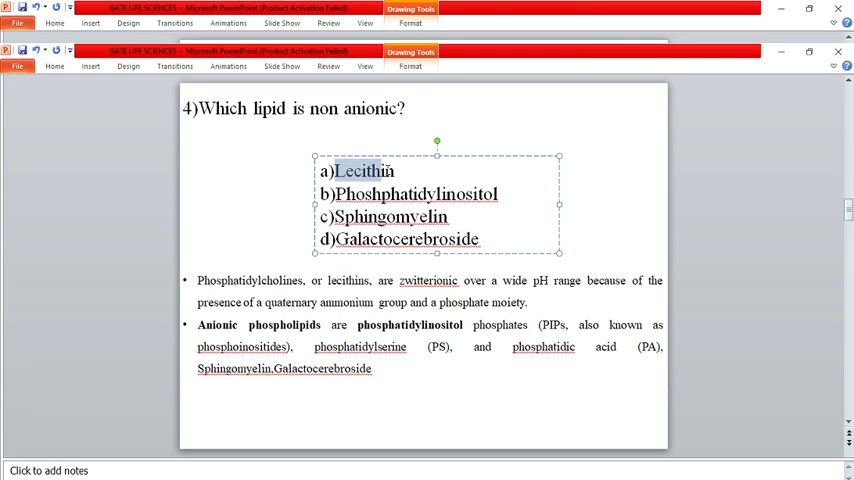 GATE LIFE SCIENCES - Microsoft PowerPoint (Product Activation Failed)
Drawing Tools
File Home Insert Design Transitions Animations Slide Show Review View Format
GATE LIFE SCIENCES - Microsoft PowerPoint (Product Activation Failed)
Drawing Tools
File Home Insert Design Transitions Animations Slide Show Review View Format
4)Which lipid is non anionic?
a)Lecithin
b)Phoshphatidylinositol
c)Sphingomyelin
d)Galactocerebroside
• Phosphatidylcholines, or lecithins, are zwitterionic over a wide pH range because of the
presence of a quaternary ammonium group and a phosphate moiety.
• Anionic phospholipids are phosphatidylinositol phosphates (PIPs, also known as
phosphoinositides), phosphatidylserine (PS), and phosphatidic acid (PA),
Sphingomyelin,Galactocerebroside
Click to add notes